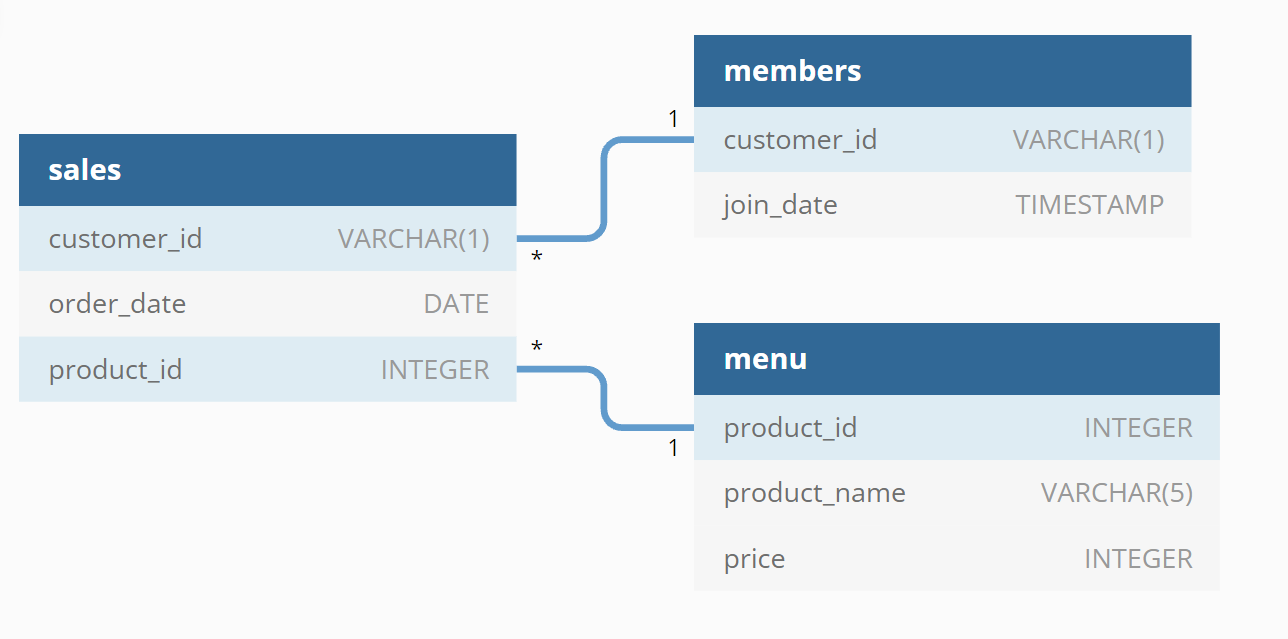 sales
customer_id VARCHAR(1)
order_date DATE
product_id INTEGER
*
*
1
1
members
customer_id VARCHAR(1)
join_date TIMESTAMP
menu
product_id INTEGER
product_name VARCHAR(5)
price INTEGER